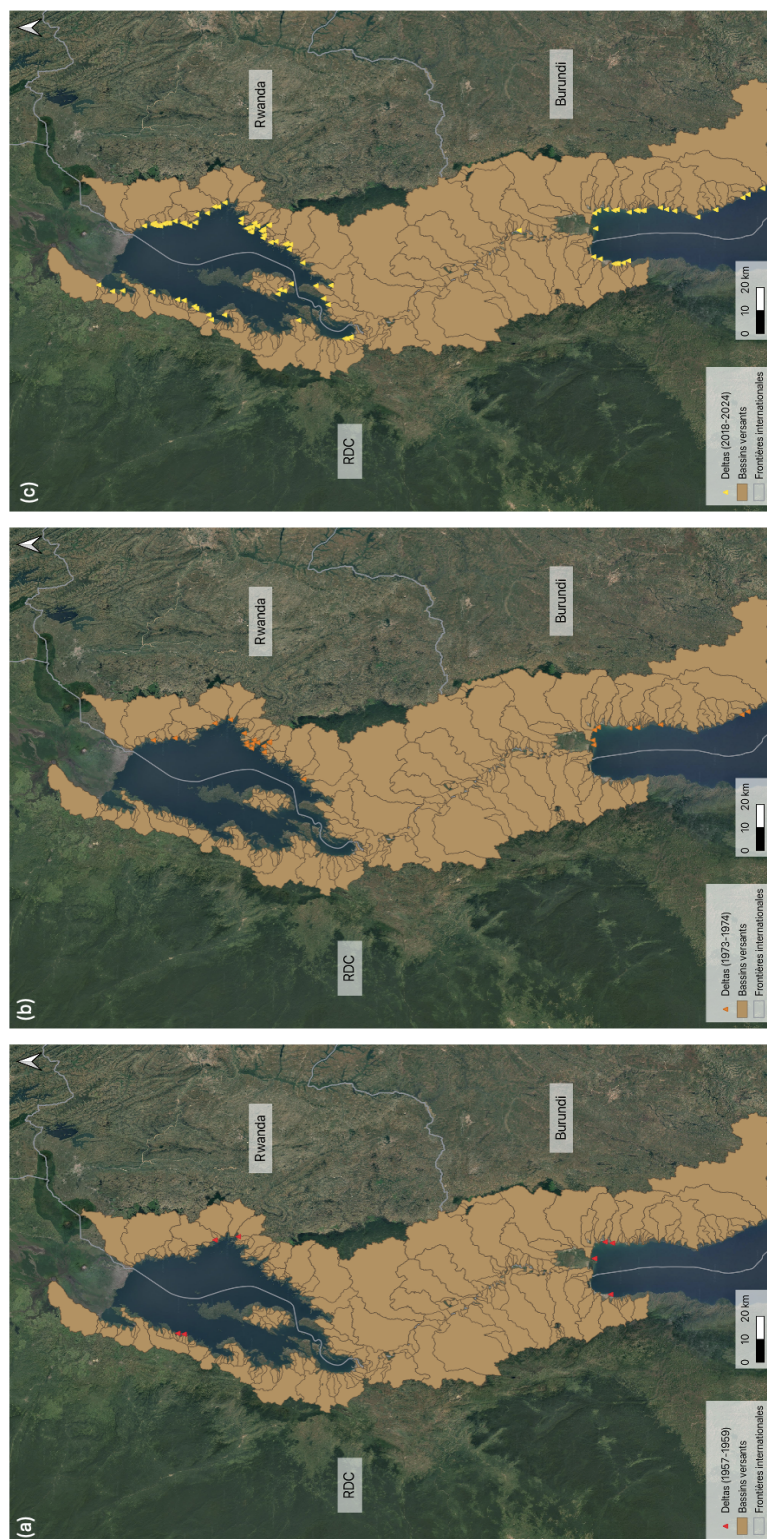 (a)
RDC
Rwanda
Burundi
Deltas (1957-1959)
Bassins versants
Frontières internationales
0 10 20 km
(b)
RDC
Rwanda
Burundi
Deltas (1973-1974)
Bassins versants
Frontières internationales
0 10 20 km
(c)
RDC
Rwanda
Burundi
Deltas (2018-2024)
Bassins versants
Frontières internationales
0 10 20 km